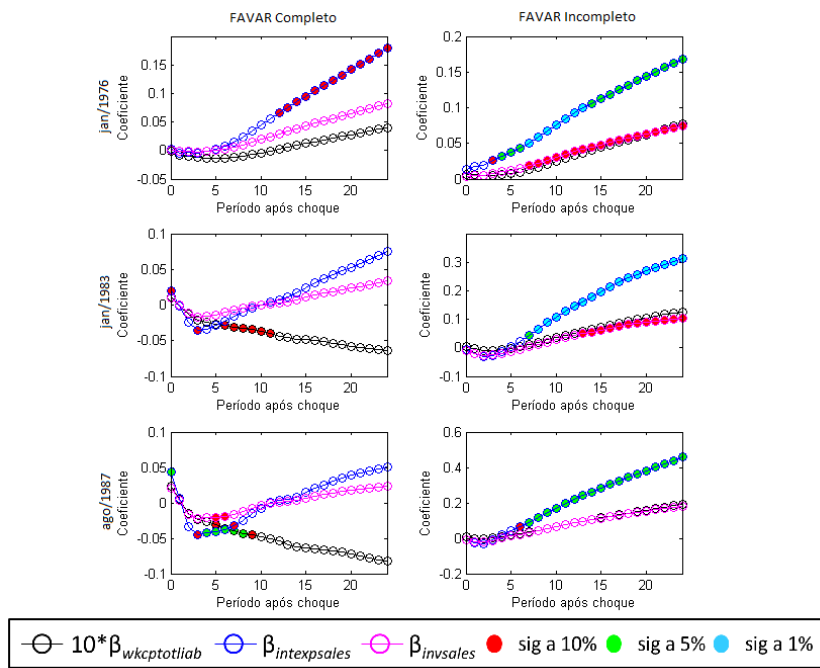 FAVAR Completo
FAVAR Incompleto
jan/1976
Coeficiente
0.15
0.1
0.05
0
-0.05
0 5 10 15 20
Período após choque
Coeficiente
0.2
0.15
0.1
0.05
0
0 5 10 15 20
Período após choque
jan/1983
Coeficiente
0.1
0.05
0
-0.05
-0.1
0 5 10 15 20
Período após choque
Coeficiente
0.3
0.2
0.1
0
-0.1
0 5 10 15 20
Período após choque
ago/1987
Coeficiente
0.1
0.05
0
-0.05
-0.1
0 5 10 15 20
Período após choque
Coeficiente
0.6
0.4
0.2
0
-0.2
0 5 10 15 20
Período após choque
10*βwkcptotliab βintexpsales βinvsales sig a 10% sig a 5% sig a 1%